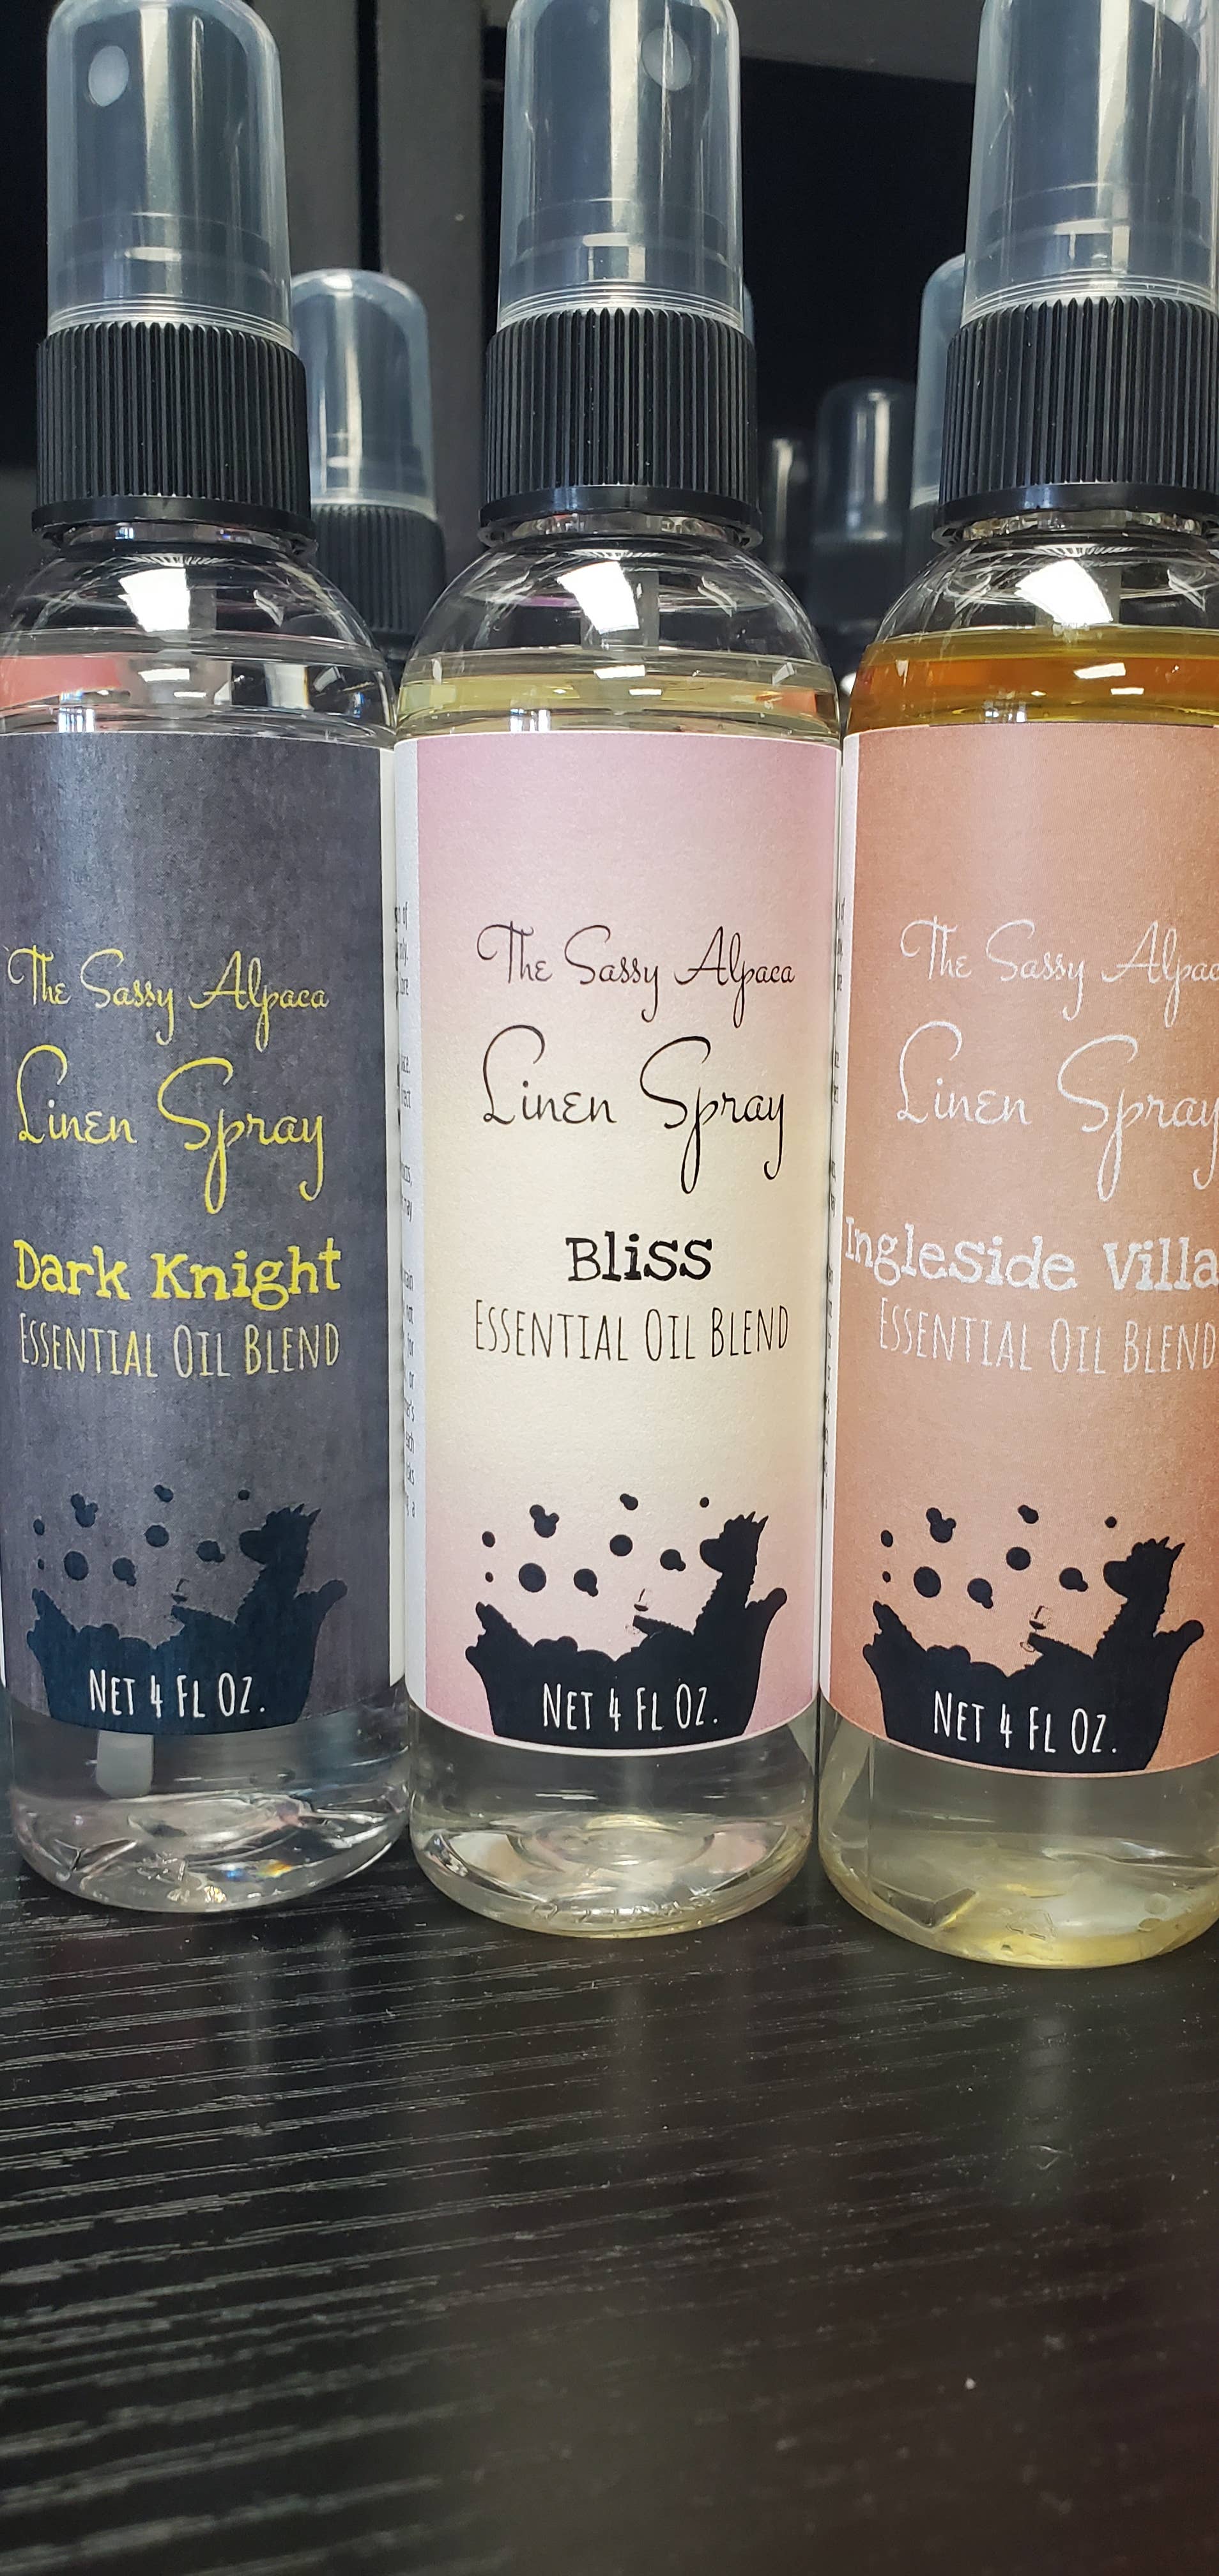 The Sassy Alpaca
Linen Spray
Dark Knight
Essential Oil Blend
Net 4 Fl Oz.
The Sassy Alpaca
Linen Spray
Bliss
Essential Oil Blend
Net 4 Fl Oz.
The Sassy Alpac
Linen Spray
Ingleside Villa
Essential Oil Blend
Net 4 Fl Oz.